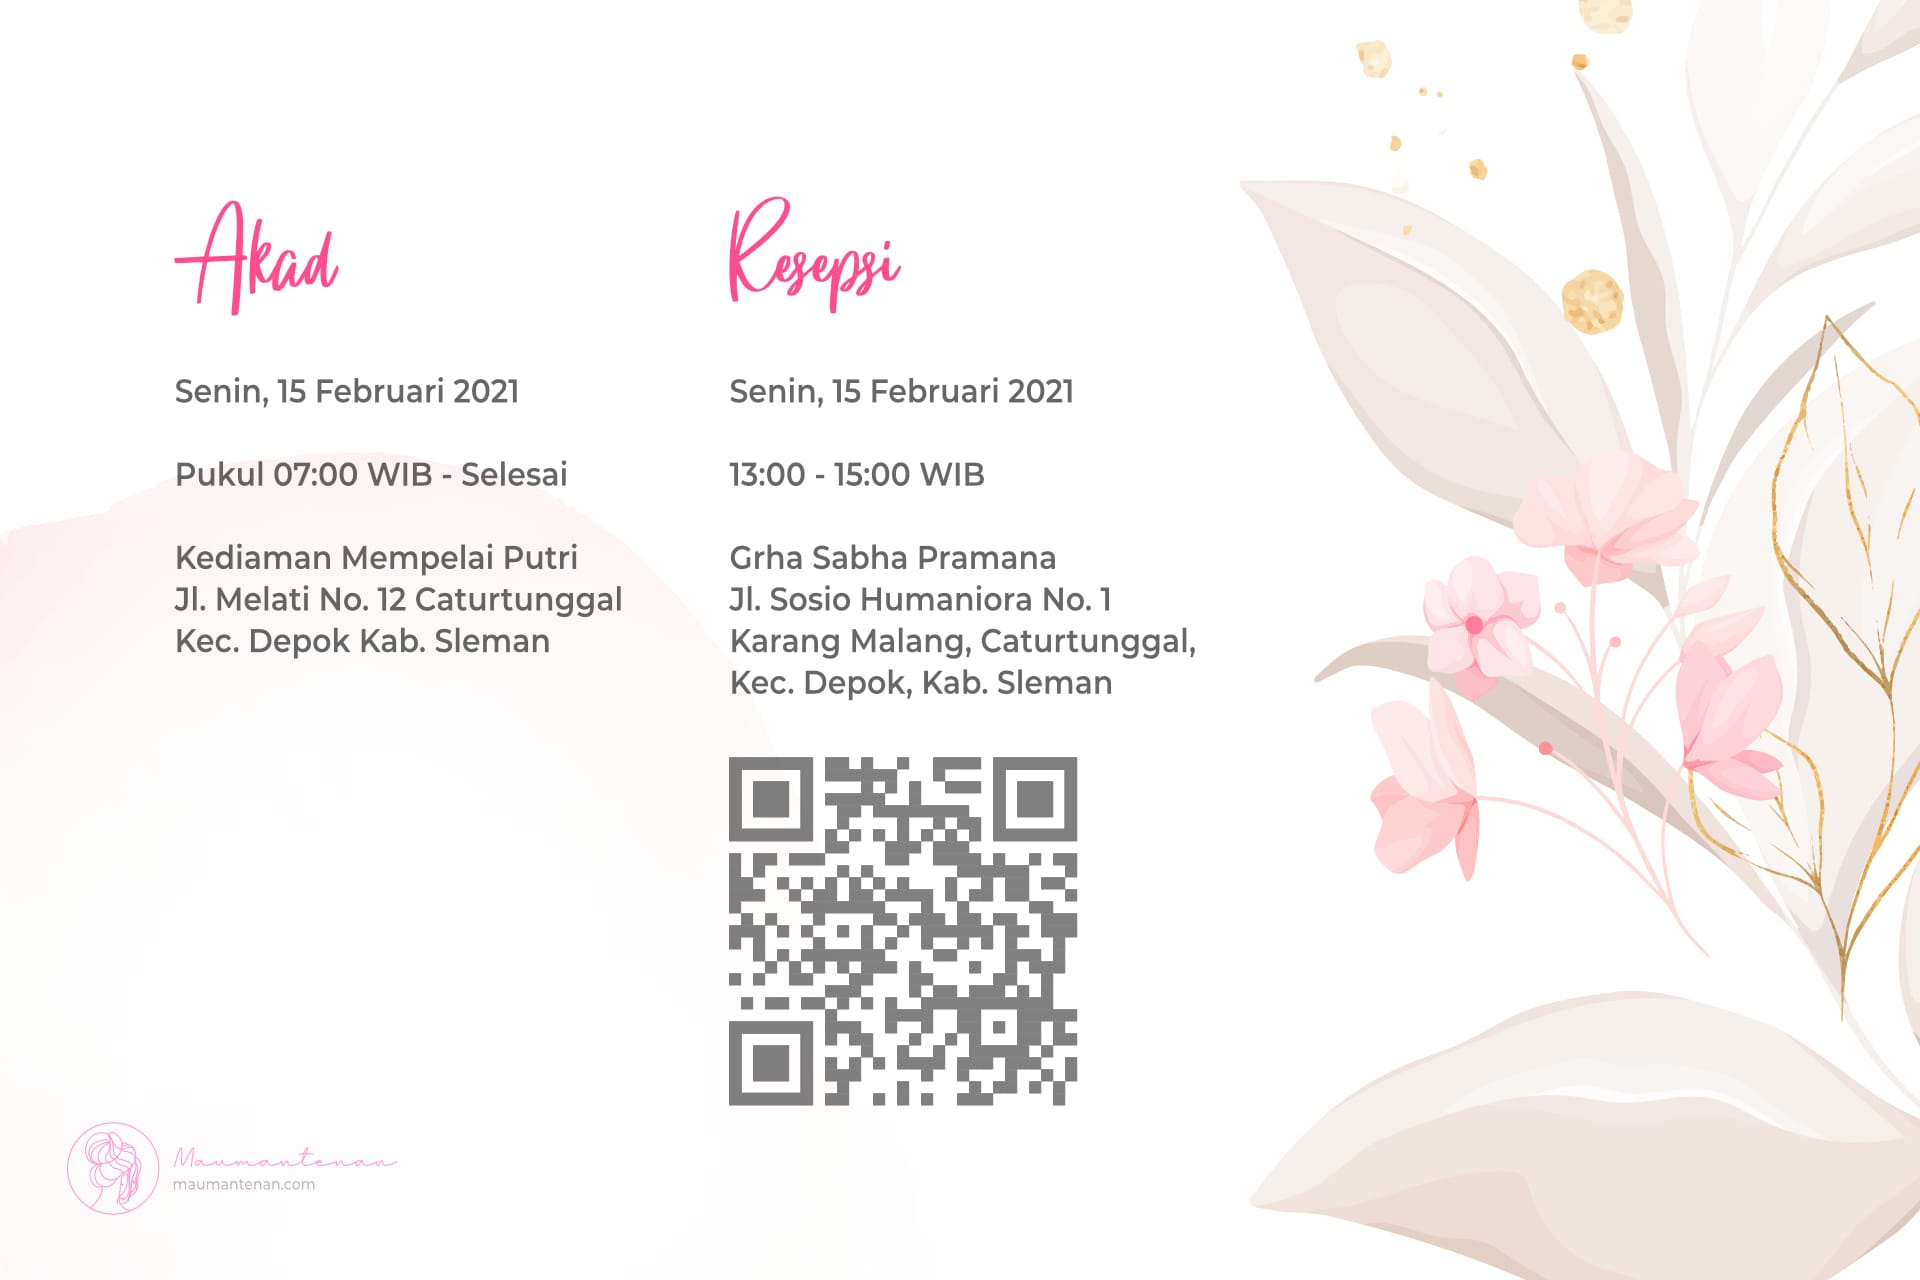 Akad
Senin, 15 Februari 2021
Pukul 07:00 WIB - Selesai
Kediaman Mempelai Putri
Jl. Melati No. 12 Caturtunggal
Kec. Depok Kab. Sleman
Resepsi
Senin, 15 Februari 2021
13:00 - 15:00 WIB
Grha Sabha Pramana
Jl. Sosio Humaniora No. 1
Karang Malang, Caturtunggal,
Kec. Depok, Kab. Sleman
Maumantenan
maumantenan.com